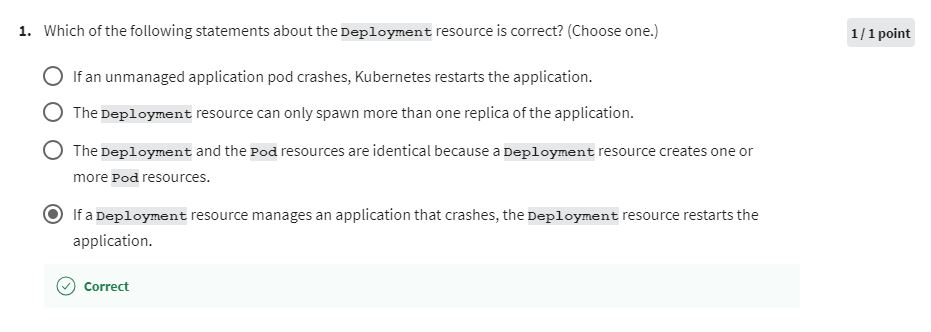 1. Which of the following statements about the Deployment resource is correct? (Choose one.)
1 / 1 point
If an unmanaged application pod crashes, Kubernetes restarts the application.
The Deployment resource can only spawn more than one replica of the application.
The Deployment and the Pod resources are identical because a Deployment resource creates one or
more Pod resources.
If a Deployment resource manages an application that crashes, the Deployment resource restarts the
application.
Correct